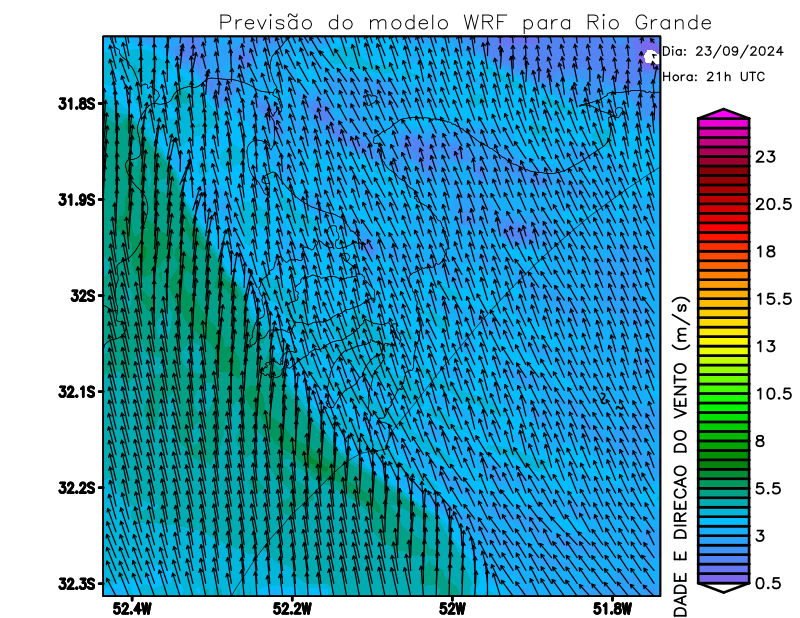 Previsão do modelo WRF para Rio Grande
Dia: 23/09/2024
Hora: 21h UTC
31.8S
31.9S
32S
32.1S
32.2S
32.3S
52.4W
52.2W
52W
51.8W
23
20.5
18
15.5
13
10.5
8
5.5
3
0.5
DADE E DIRECAO DO VENTO (m/s)